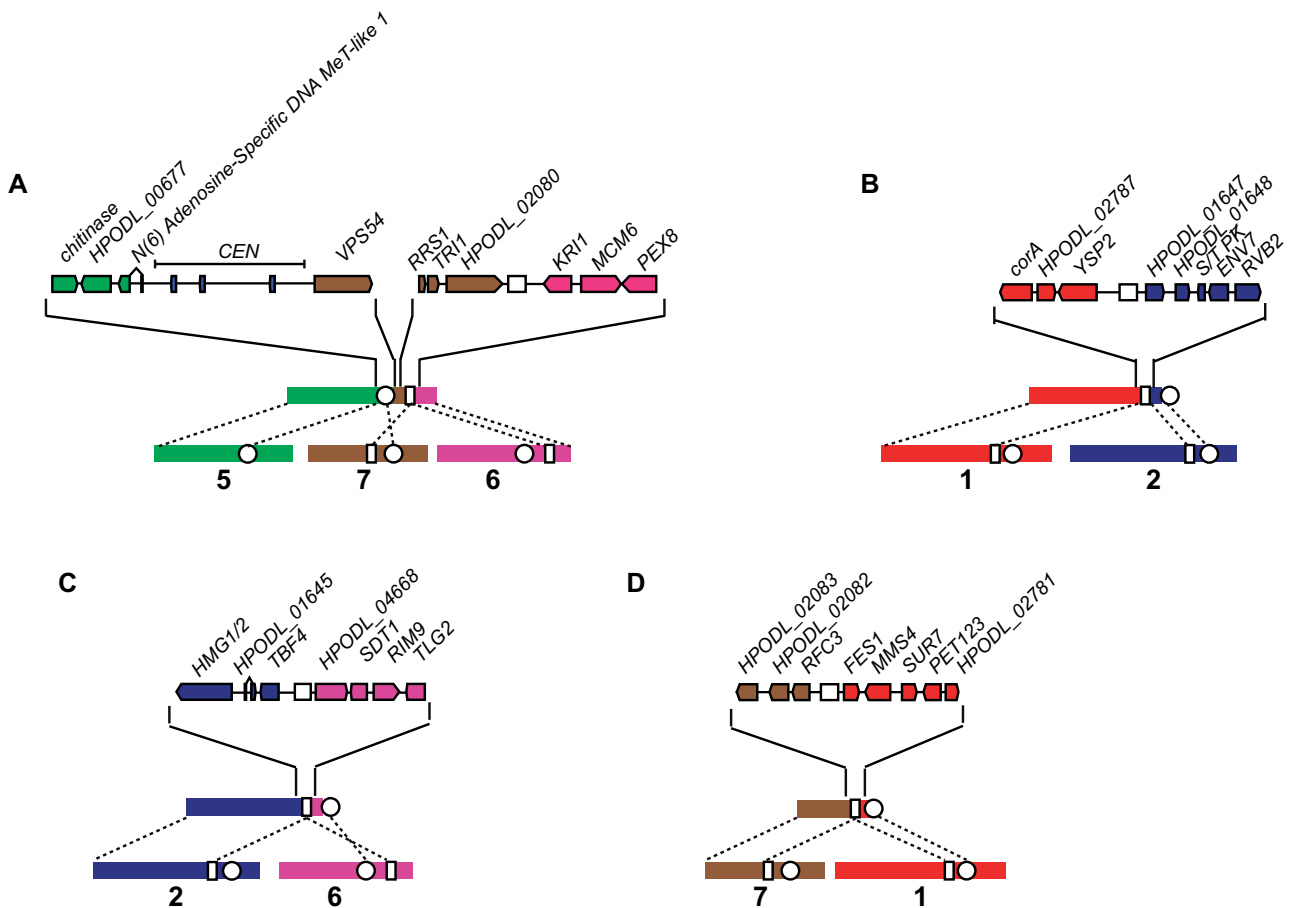 A
chitinase
HPODL_00677
N(6) Adenosine-Specific DNA MeT-like 1
CEN
VPS54
RRS1
TRI1
HPODL_02080
KRI1
MCM6
PEX8
5
7
6
B
corA
HPODL_02787
YSP2
HPODL_01647
HPODL_01648
S/T PK
ENV7
RVB2
1
2
C
HMG1/2
HPODL_01645
TBF4
HPODL_04668
SDT1
RIM9
TLG2
2
6
D
HPODL_02083
HPODL_02082
RFC3
FES1
MMS4
SUR7
PET123
HPODL_02781
7
1